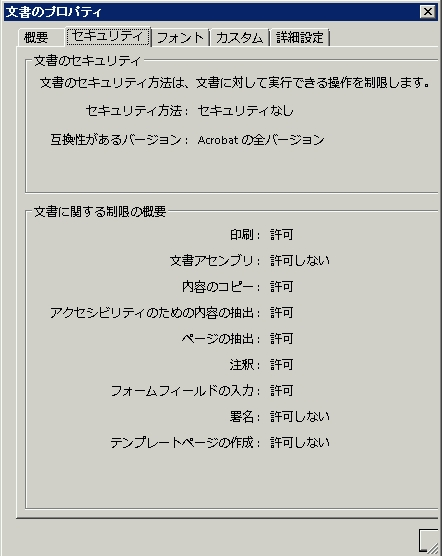 文書のプロパティ
概要 セキュリティ フォント カスタム 詳細設定
文書のセキュリティ
文書のセキュリティ方法は、文書に対して実行できる操作を制限します。
セキュリティ方法： セキュリティなし
互換性があるバージョン： Acrobat の全バージョン
文書に関する制限の概要
印刷： 許可
文書アセンブリ： 許可しない
内容のコピー： 許可
アクセシビリティのための内容の抽出： 許可
ページの抽出： 許可
注釈： 許可
フォームフィールドの入力： 許可
署名： 許可しない
テンプレートページの作成： 許可しない